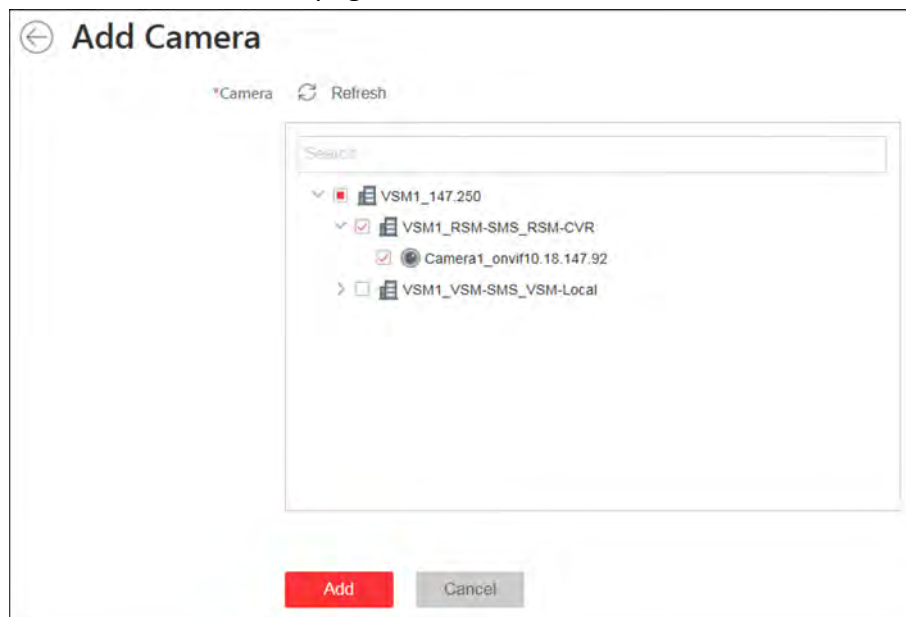 Add Camera
*Camera Refresh
Search
VSM1_147.250
VSM1_RSM-SMS_RSM-CVR
Camera1_onvif10.18.147.92
VSM1_VSM-SMS_VSM-Local
Add Cancel